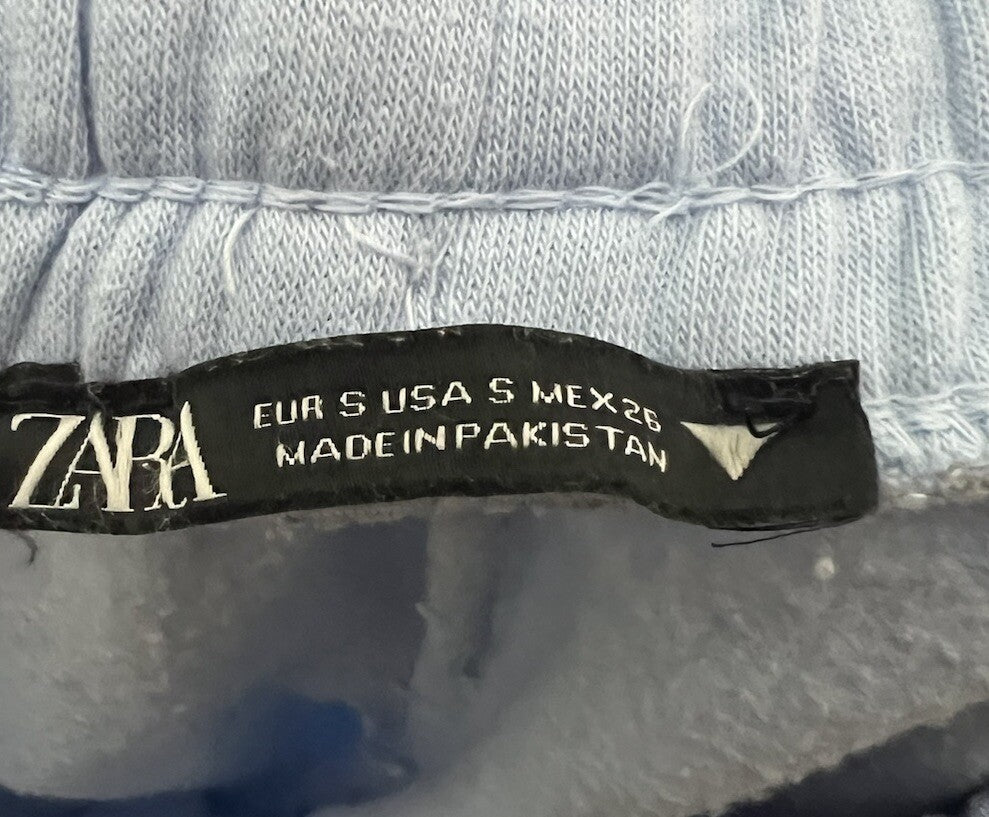 ZARA
EUR S USA S MEX 26
MADE IN PAKISTAN